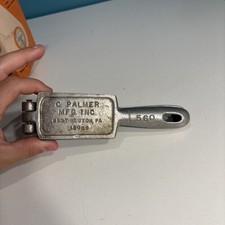 C. PALMER
MFG. INC.
WEST NEWTON, PA
15089
560